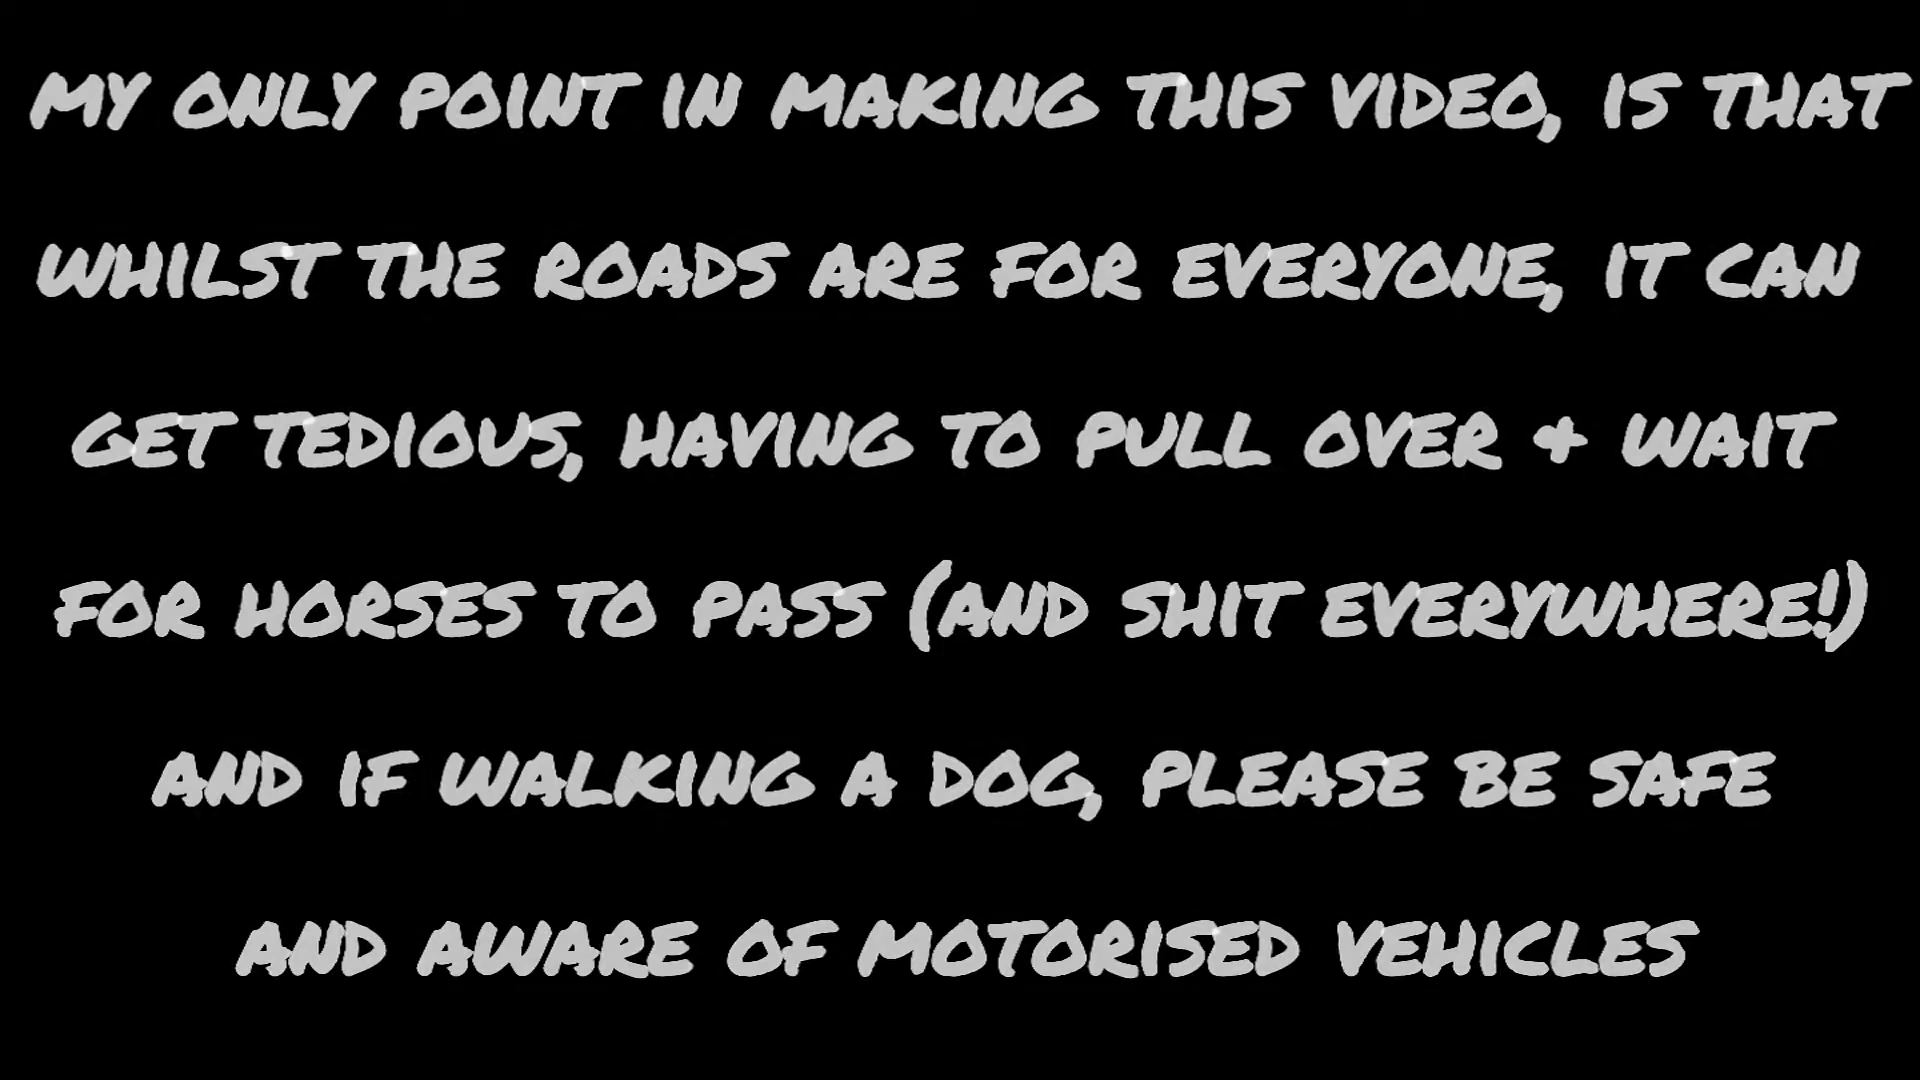 MY ONLY POINT IN MAKING THIS VIDEO, IS THAT
WHILST THE ROADS ARE FOR EVERYONE, IT CAN
GET TEDIOUS, HAVING TO PULL OVER & WAIT
FOR HORSES TO PASS (AND SHIT EVERYWHERE!)
AND IF WALKING A DOG, PLEASE BE SAFE
AND AWARE OF MOTORISED VEHICLES